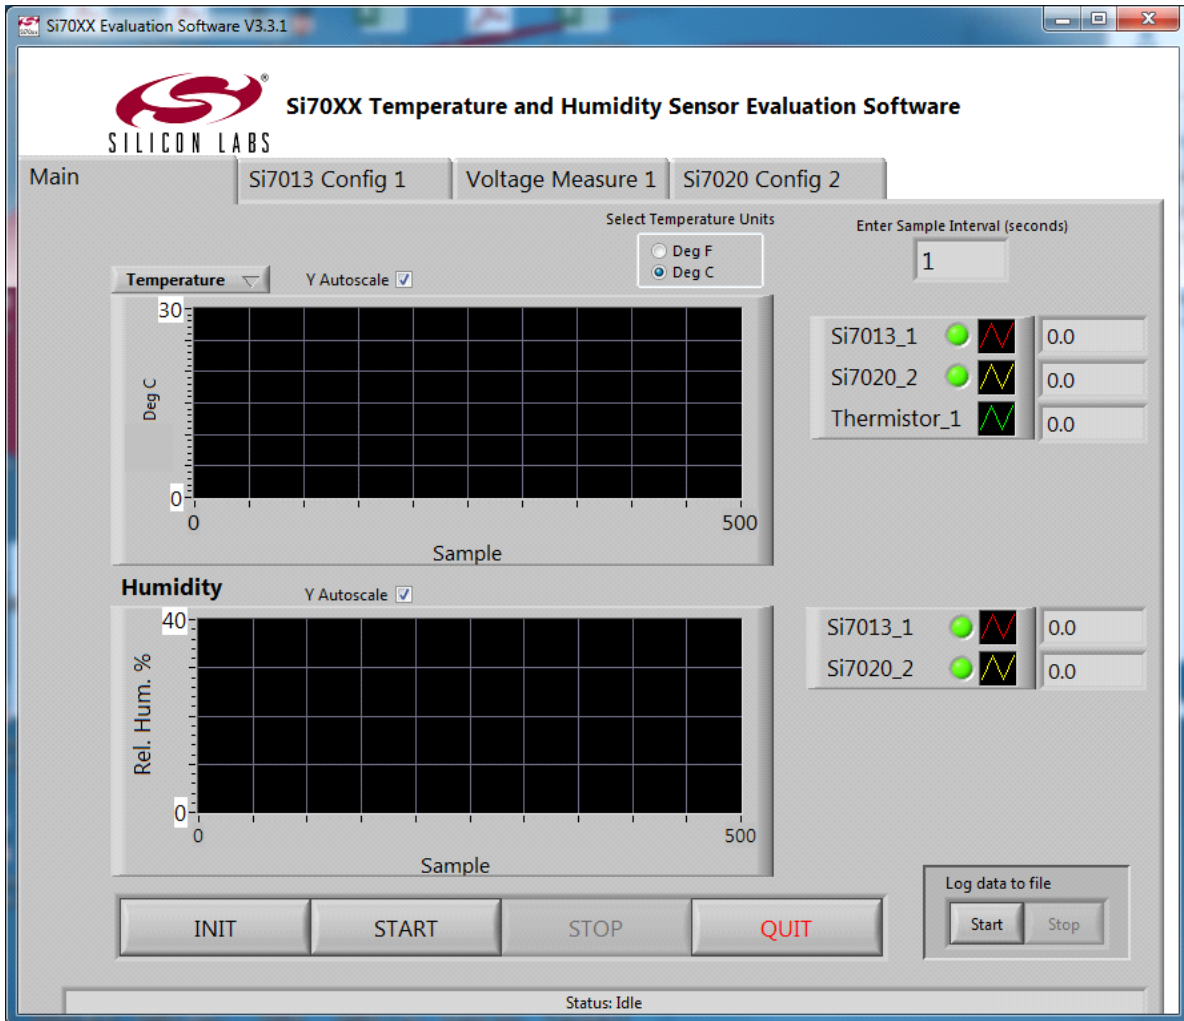 Si70XX Evaluation Software V3.3.1
SILICON LABS
®
Si70XX Temperature and Humidity Sensor Evaluation Software
Main
Si7013 Config 1
Voltage Measure 1
Si7020 Config 2
Select Temperature Units
Deg F
Deg C
Enter Sample Interval (seconds)
1
Temperature
Y Autoscale
30
Deg C
0
0
500
Sample
Si7013_1
0.0
Si7020_2
0.0
Thermistor_1
0.0
Humidity
Y Autoscale
40
Rel. Hum. %
0
0
500
Sample
Si7013_1
0.0
Si7020_2
0.0
INIT
START
STOP
QUIT
Log data to file
Start
Stop
Status: Idle